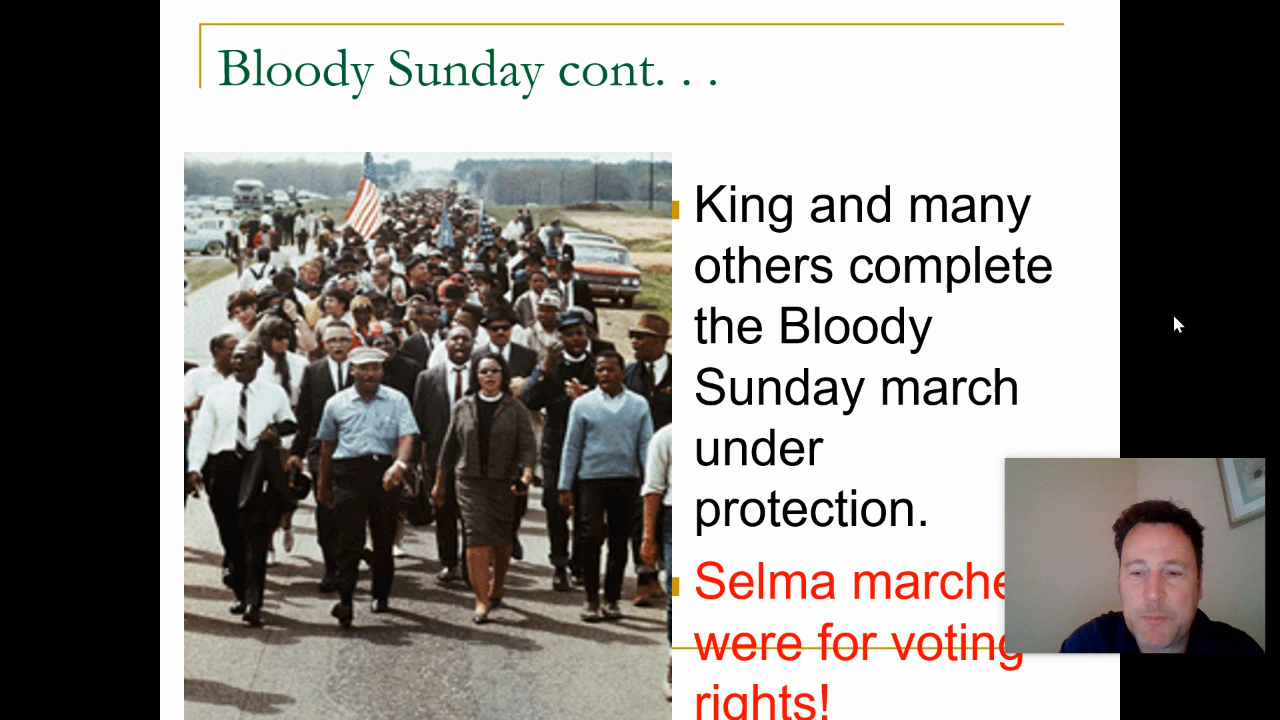 Bloody Sunday cont. . .
King and many
others complete
the Bloody
Sunday march
under
protection.
Selma marche
were for voting
rights!